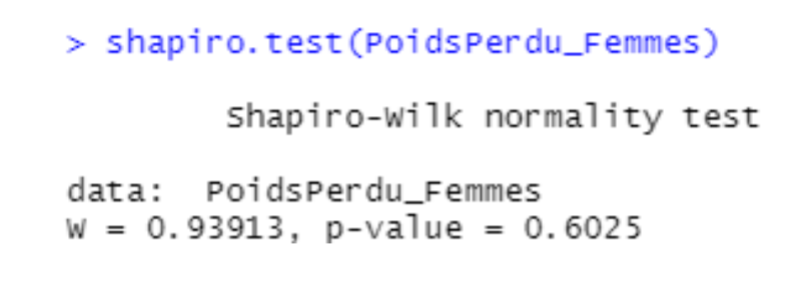 > shapiro.test(PoidsPerdu_Femmes)
Shapiro-Wilk normality test
data:  PoidsPerdu_Femmes
W = 0.93913, p-value = 0.6025